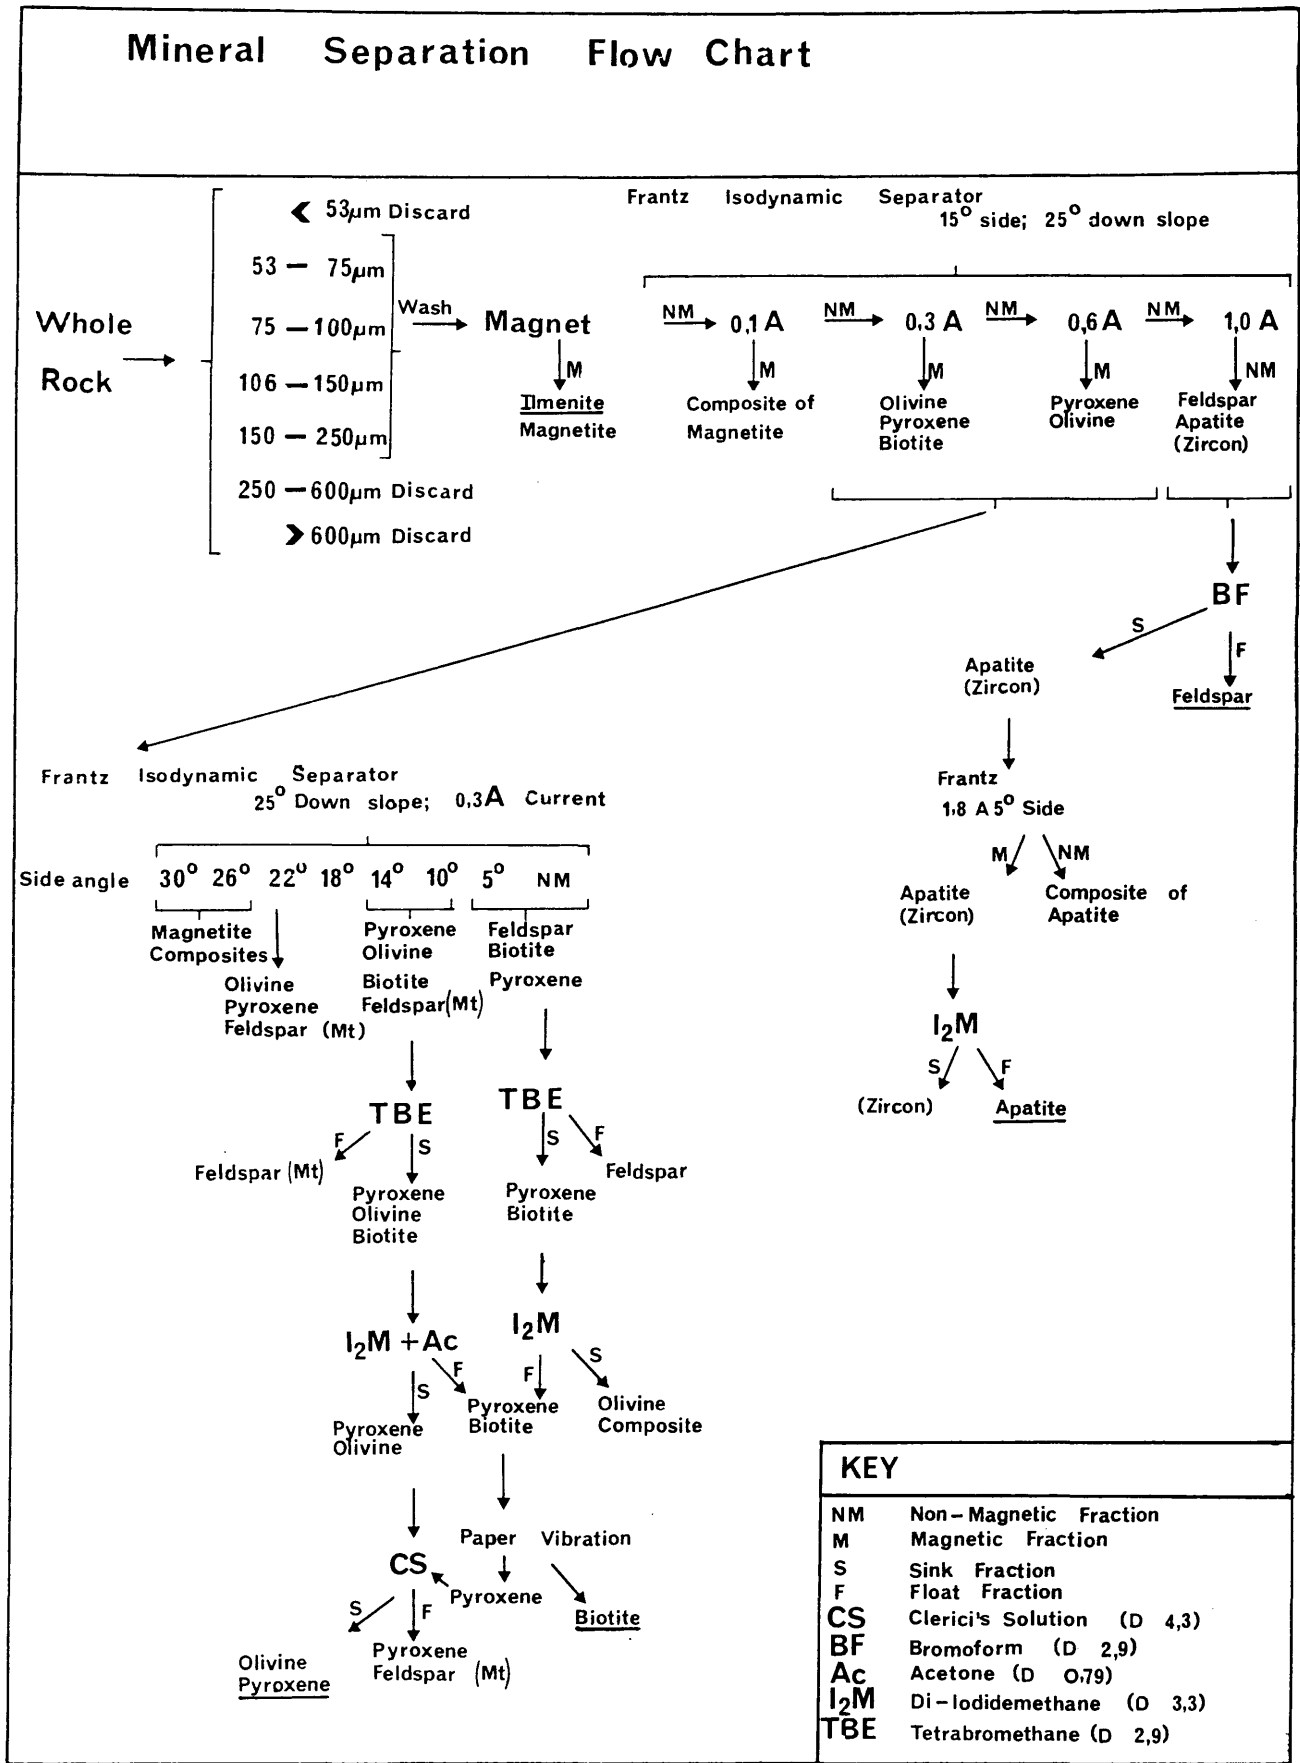 Mineral Separation Flow Chart
Frantz Isodynamic Separator
15° side; 25° down slope
< 53µm Discard
53 — 75µm
75 — 100µm
106 — 150µm
150 — 250µm
250 — 600µm Discard
> 600µm Discard
Whole
Rock
Wash
Magnet
M
Ilmenite
Magnetite
NM
0,1 A
M
Composite of
Magnetite
NM
0,3 A
M
Olivine
Pyroxene
Biotite
NM
0,6 A
M
Pyroxene
Olivine
NM
1,0 A
NM
Feldspar
Apatite
(Zircon)
BF
S
F
Apatite
(Zircon)
Feldspar
Frantz
1,8 A 5° Side
M
NM
Apatite
(Zircon)
Composite of
Apatite
I₂M
S
F
(Zircon)
Apatite
Frantz Isodynamic Separator
25° Down slope; 0,3A Current
Side angle 30° 26° 22° 18° 14° 10° 5° NM
Magnetite
Composites
Olivine
Pyroxene
Feldspar (Mt)
Pyroxene
Olivine
Biotite
Feldspar (Mt)
Feldspar
Biotite
Pyroxene
TBE
F
S
Feldspar (Mt)
Pyroxene
Olivine
Biotite
TBE
S
F
Feldspar
Pyroxene
Biotite
I₂M + Ac
S
F
Pyroxene
Olivine
I₂M
F
S
Pyroxene
Biotite
Olivine
Composite
Paper Vibration
Pyroxene
Biotite
CS
S
F
Olivine
Pyroxene
Pyroxene
Feldspar (Mt)
KEY
NM Non-Magnetic Fraction
M Magnetic Fraction
S Sink Fraction
F Float Fraction
CS Clerici's Solution (D 4,3)
BF Bromoform (D 2,9)
Ac Acetone (D 0,79)
I₂M Di-Iodidemethane (D 3,3)
TBE Tetrabromethane (D 2,9)